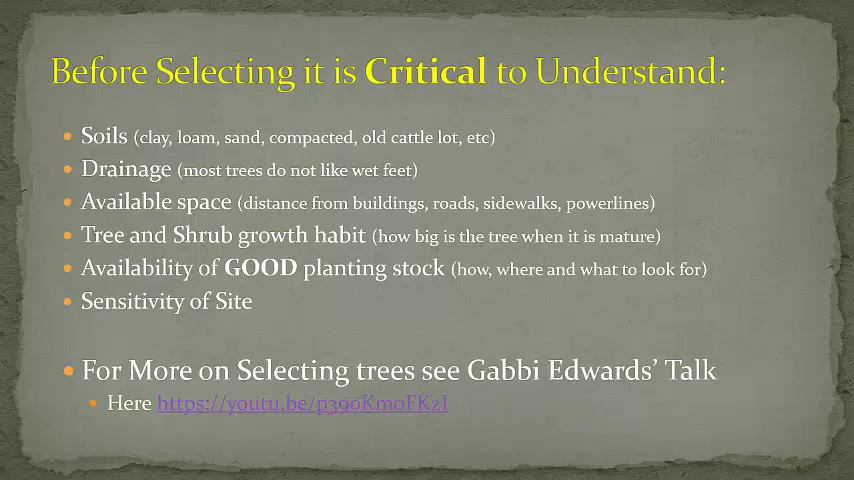 Before Selecting it is Critical to Understand:
• Soils (clay, loam, sand, compacted, old cattle lot, etc)
• Drainage (most trees do not like wet feet)
• Available space (distance from buildings, roads, sidewalks, powerlines)
• Tree and Shrub growth habit (how big is the tree when it is mature)
• Availability of GOOD planting stock (how, where and what to look for)
• Sensitivity of Site
• For More on Selecting trees see Gabbi Edwards' Talk
• Here https://youtu.be/p390KmoFKzI